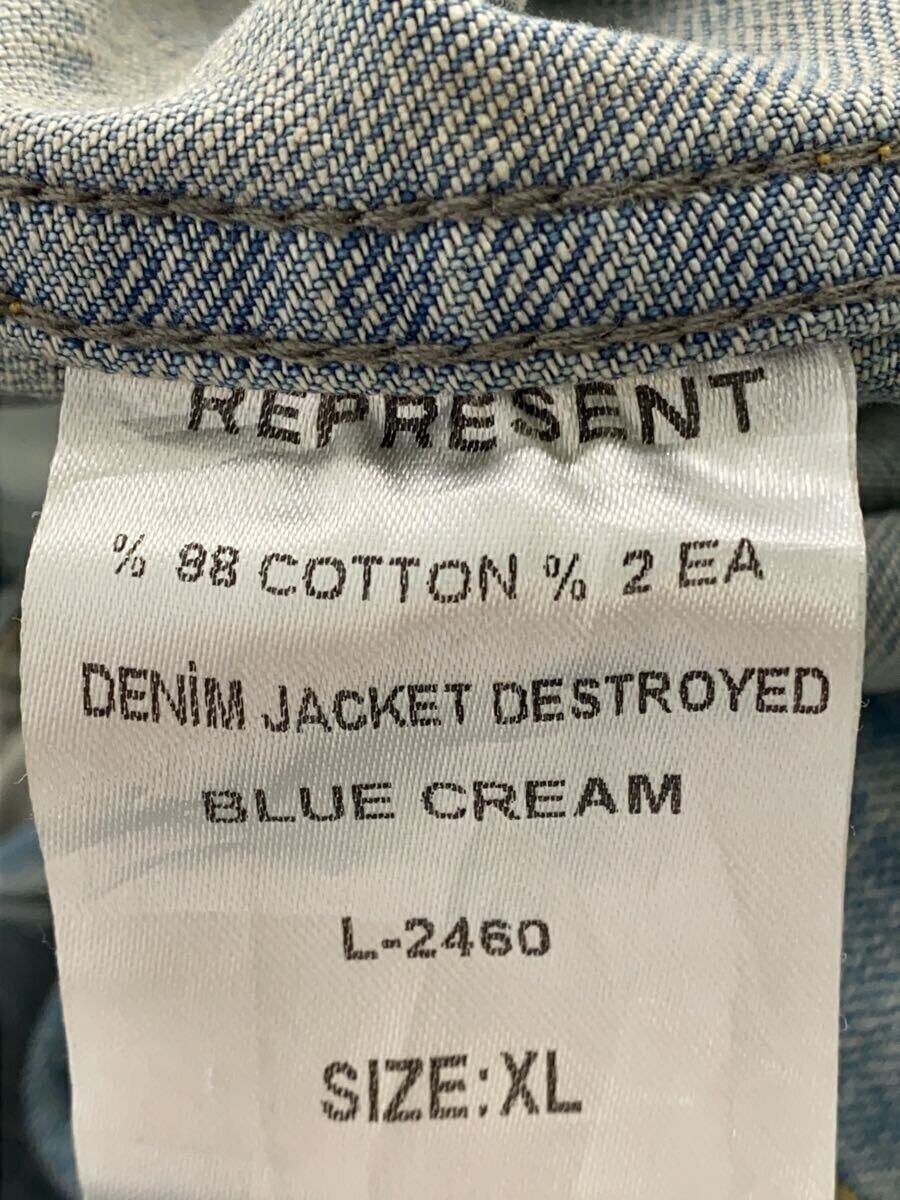 REPRESENT
% 98 COTTON % 2 EA
DENİM JACKET DESTROYED
BLUE CREAM
L-2460
SIZE:XL